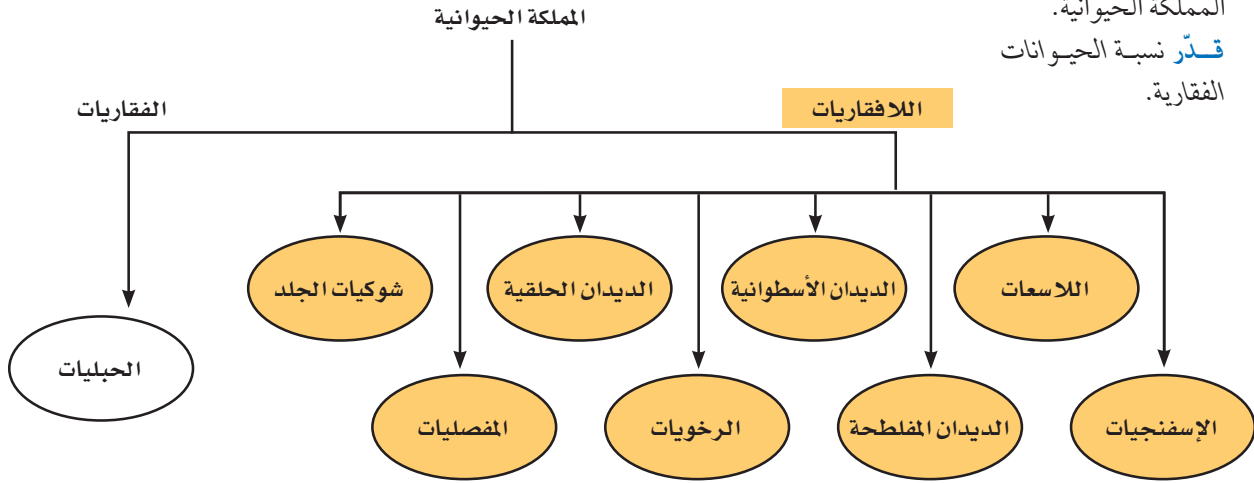 المملكة الحيوانية.
قــدّر نسبـة الحيـوانات
الفقارية.
المملكة الحيوانية
اللافقاريات
الفقاريات
اللاسعات
الديدان الأسطوانية
الديدان الحلقية
شوكيات الجلد
الحبليات
الإسفنجيات
الديدان المفلطحة
الرخويات
المفصليات